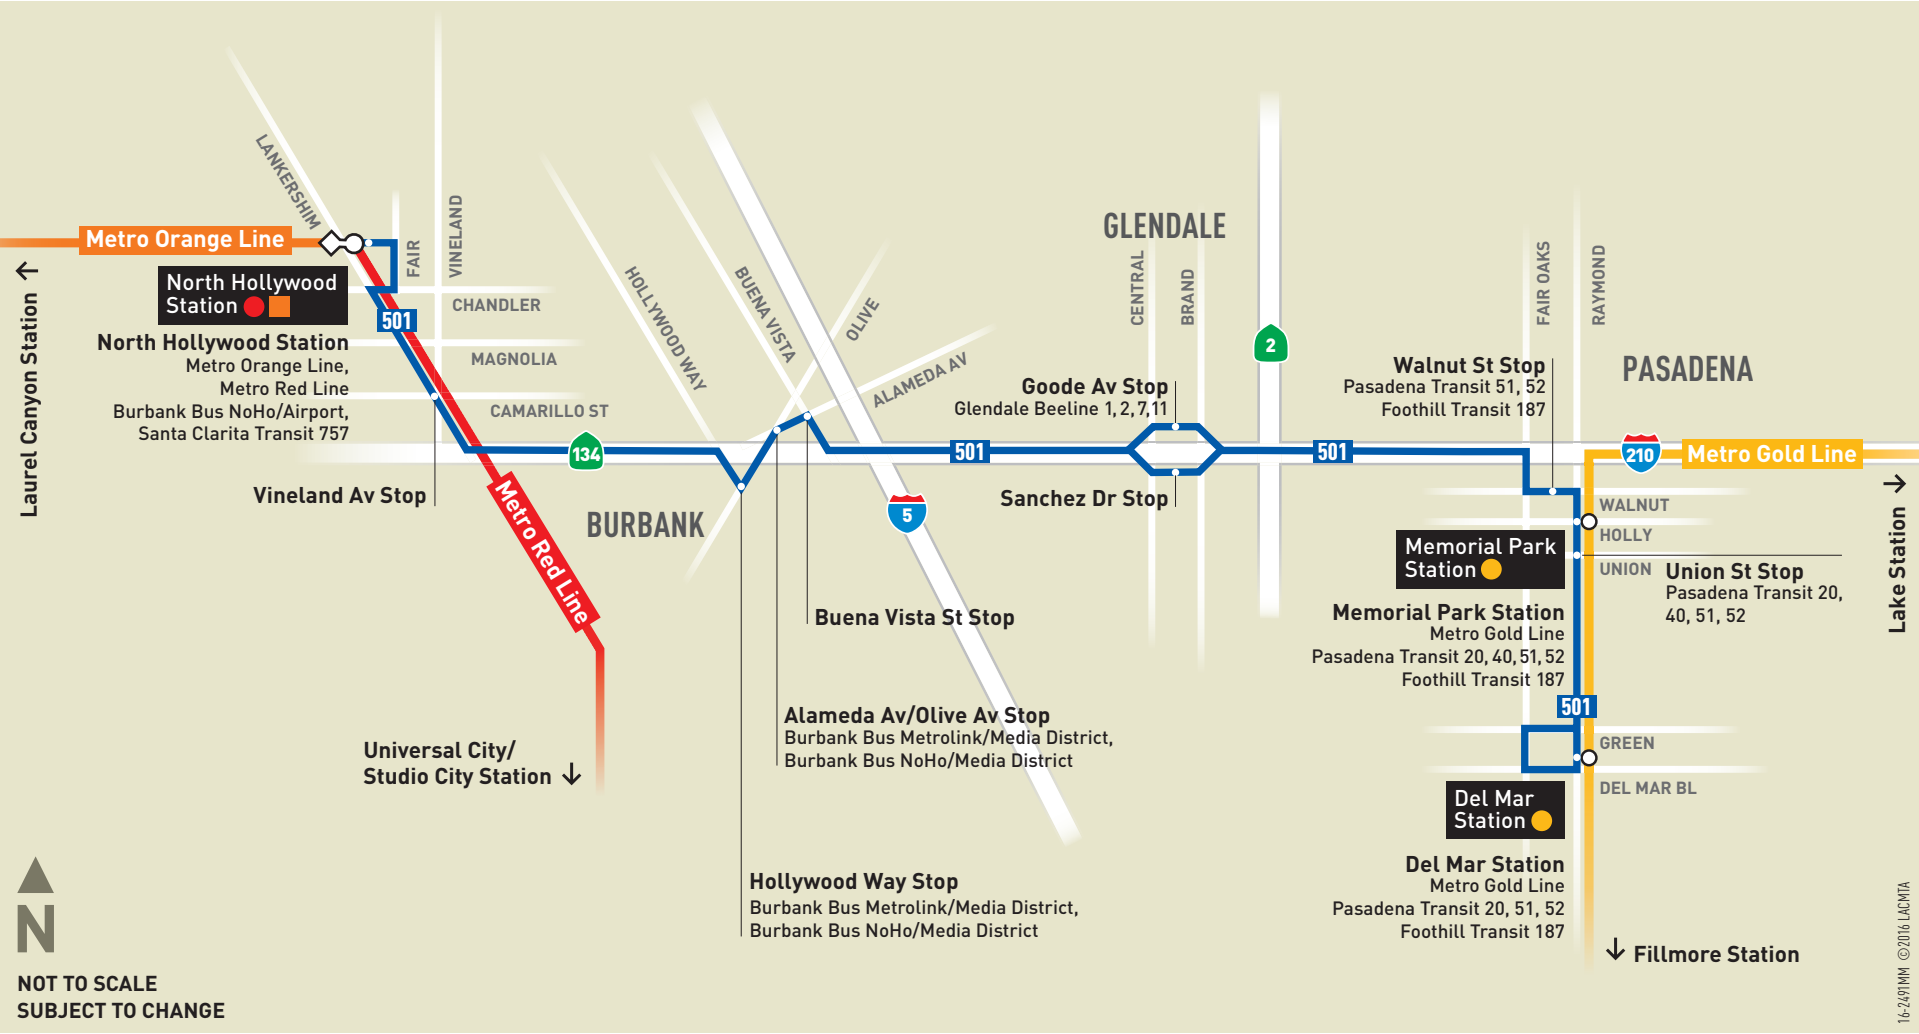 LANKERSHIM
FAIR
VINELAND
Metro Orange Line
North Hollywood
Station
Laurel Canyon Station
North Hollywood Station
Metro Orange Line,
Metro Red Line
Burbank Bus NoHo/Airport,
Santa Clarita Transit 757
501
CHANDLER
MAGNOLIA
CAMARILLO ST
134
Vineland Av Stop
Metro Red Line
BURBANK
Universal City/
Studio City Station
HOLLYWOOD WAY
BUENA VISTA
OLIVE
ALAMEDA AV
5
Buena Vista St Stop
Alameda Av/Olive Av Stop
Burbank Bus Metrolink/Media District,
Burbank Bus NoHo/Media District
Hollywood Way Stop
Burbank Bus Metrolink/Media District,
Burbank Bus NoHo/Media District
GLENDALE
CENTRAL
BRAND
Goode Av Stop
Glendale Beeline 1, 2, 7, 11
501
Sanchez Dr Stop
2
501
FAIR OAKS
RAYMOND
PASADENA
Walnut St Stop
Pasadena Transit 51, 52
Foothill Transit 187
210
Metro Gold Line
WALNUT
HOLLY
UNION
Memorial Park
Station
Union St Stop
Pasadena Transit 20,
40, 51, 52
Lake Station
Memorial Park Station
Metro Gold Line
Pasadena Transit 20, 40, 51, 52
Foothill Transit 187
501
GREEN
DEL MAR BL
Del Mar
Station
Del Mar Station
Metro Gold Line
Pasadena Transit 20, 51, 52
Foothill Transit 187
Fillmore Station
N
NOT TO SCALE
SUBJECT TO CHANGE
16-2491MM ©2016 LACMTA